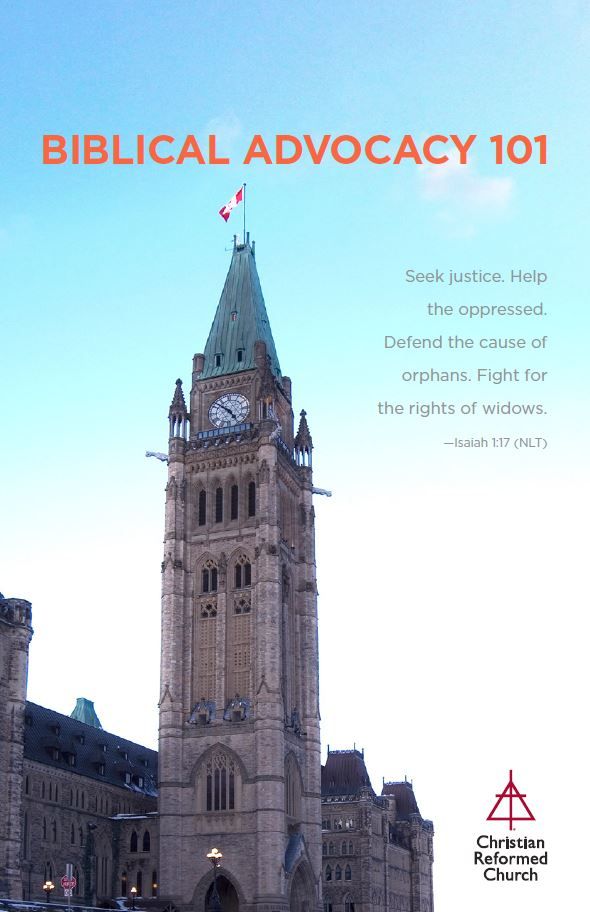 BIBLICAL ADVOCACY 101
Seek justice. Help
the oppressed.
Defend the cause of
orphans. Fight for
the rights of widows.
—Isaiah 1:17 (NLT)
Christian
Reformed
Church